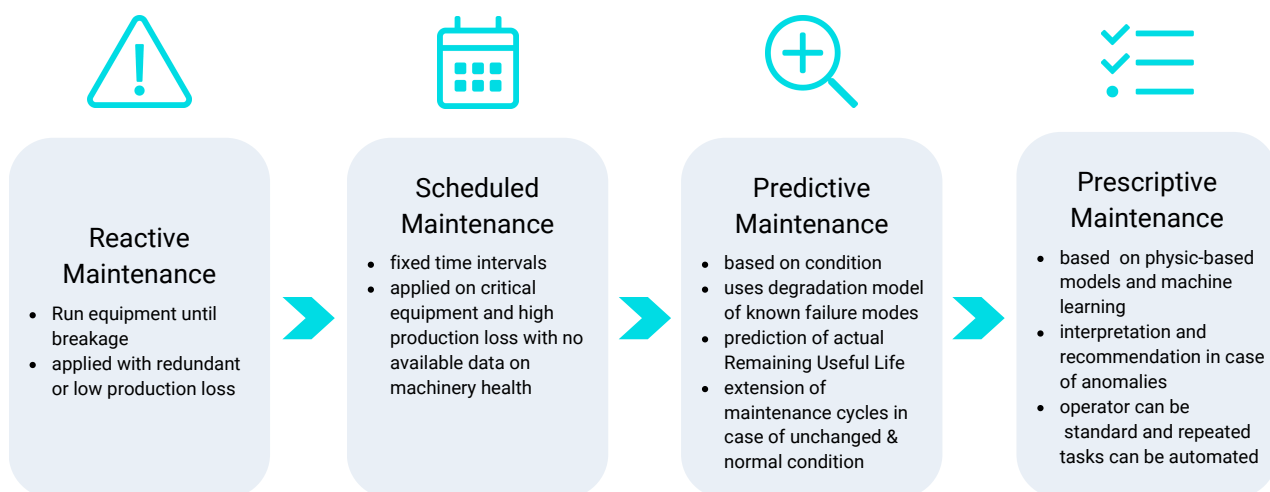 Reactive
Maintenance
• Run equipment until
breakage
• applied with redundant
or low production loss
Scheduled
Maintenance
• fixed time intervals
• applied on critical
equipment and high
production loss with no
available data on
machinery health
Predictive
Maintenance
• based on condition
• uses degradation model
of known failure modes
• prediction of actual
Remaining Useful Life
• extension of
maintenance cycles in
case of unchanged &
normal condition
Prescriptive
Maintenance
• based  on physic-based
models and machine
learning
• interpretation and
recommendation in case
of anomalies
• operator can be
standard and repeated
tasks can be automated